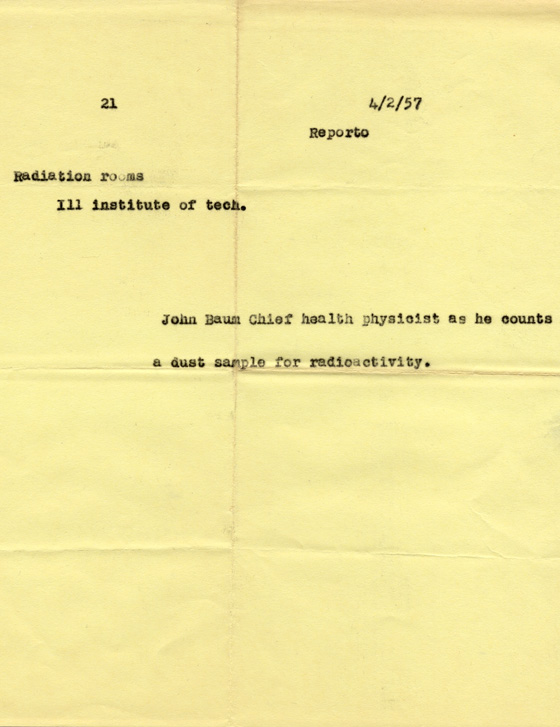 21 4/2/57
Reporto
Radiation rooms
Ill institute of tech.
John Baum Chief health physicist as he counts
a dust sample for radioactivity.